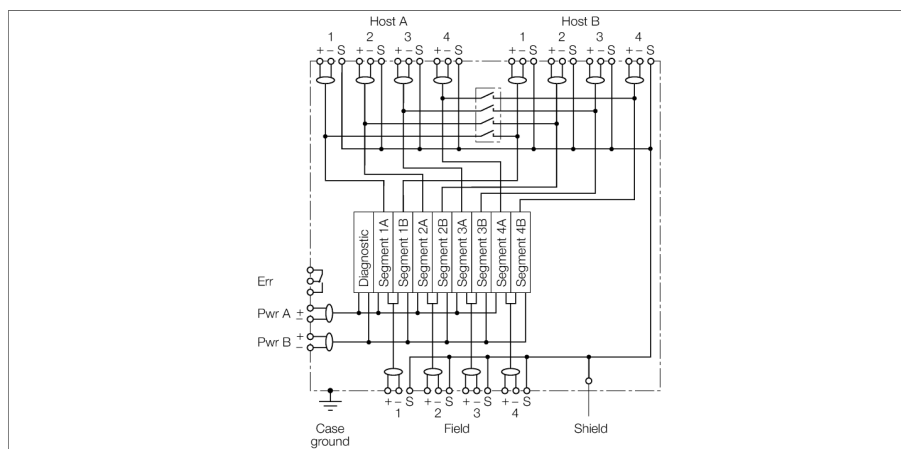 Host A Host B
1 2 3 4 1 2 3 4
+ − S + − S + − S + − S + − S + − S + − S + − S
Diagnostic
Segment 1A
Segment 1B
Segment 2A
Segment 2B
Segment 3A
Segment 3B
Segment 4A
Segment 4B
Err
Pwr A + −
Pwr B + −
+ − S + − S + − S + − S
1 2 3 4
Case ground Field Shield